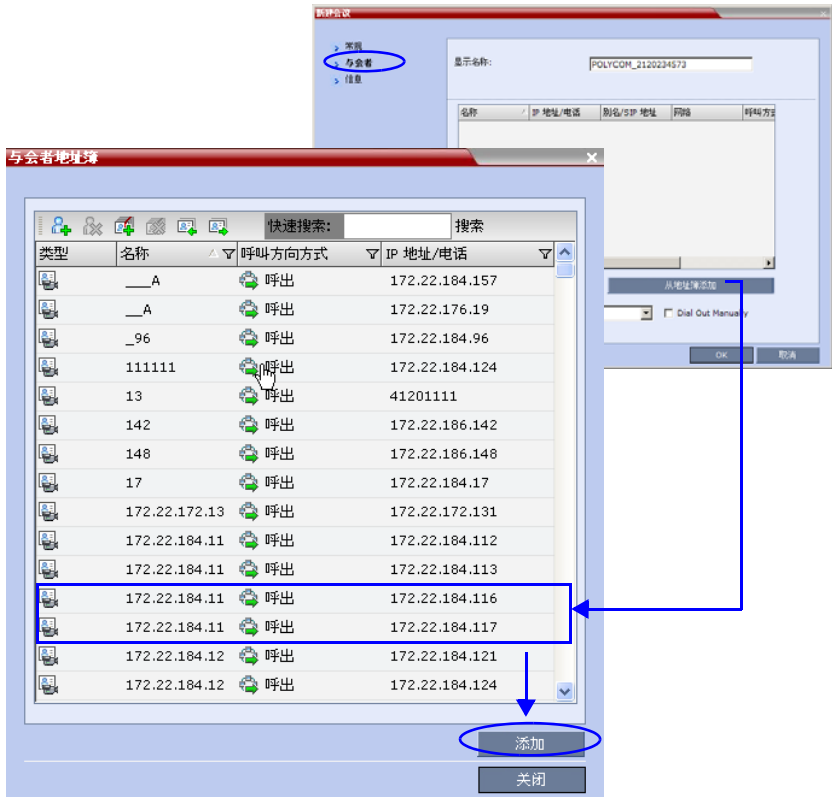 新建会议
常规
与会者
信息
显示名称: POLYCOM_2120234573
名称 IP 地址/电话 别名/SIP 地址 网络 呼叫方式
从地址簿添加
Dial Out Manually
OK 取消
与会者地址簿
快速搜索: 搜索
类型 名称 呼叫方向方式 IP 地址/电话
___A 呼出 172.22.184.157
__A 呼出 172.22.176.19
_96 呼出 172.22.184.96
111111 呼出 172.22.184.124
13 呼出 41201111
142 呼出 172.22.186.142
148 呼出 172.22.186.148
17 呼出 172.22.184.17
172.22.172.13 呼出 172.22.172.131
172.22.184.11 呼出 172.22.184.112
172.22.184.11 呼出 172.22.184.113
172.22.184.11 呼出 172.22.184.116
172.22.184.11 呼出 172.22.184.117
172.22.184.12 呼出 172.22.184.121
172.22.184.12 呼出 172.22.184.124
添加
关闭